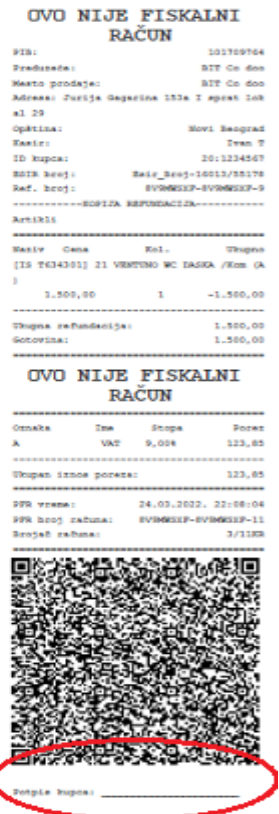 OVO NIJE FISKALNI
RAČUN
PIB: 101709764
Preduzeće: BIT Co doo
Mesto prodaje: BIT Co doo
Adresa: Jurija Gagarina 153a I sprat lok
al 29
Opština: Novi Beograd
Kasir: Ivan T
ID kupca: 20:1234567
ESIR broj: Esir_Broj-10013/55178
Ref. broj:
KOPIJA REFUNDACIJA
Artikli
Naziv Cena Kol. Ukupno
[IS T634301] 21 VENTUNO WC DASKA /Kom (A
)
1.500,00 1 -1.500,00
Ukupna refundacija: 1.500,00
Gotovina: 1.500,00
OVO NIJE FISKALNI
RAČUN
Oznaka Ime Stopa Porez
A VAT 9,00% 123,85
Ukupan iznos poreza: 123,85
PFR vreme: 24.03.2022. 22:08:04
PFR broj računa:
Brojač računa: 3/11KR
Potpis kupca: ____________________